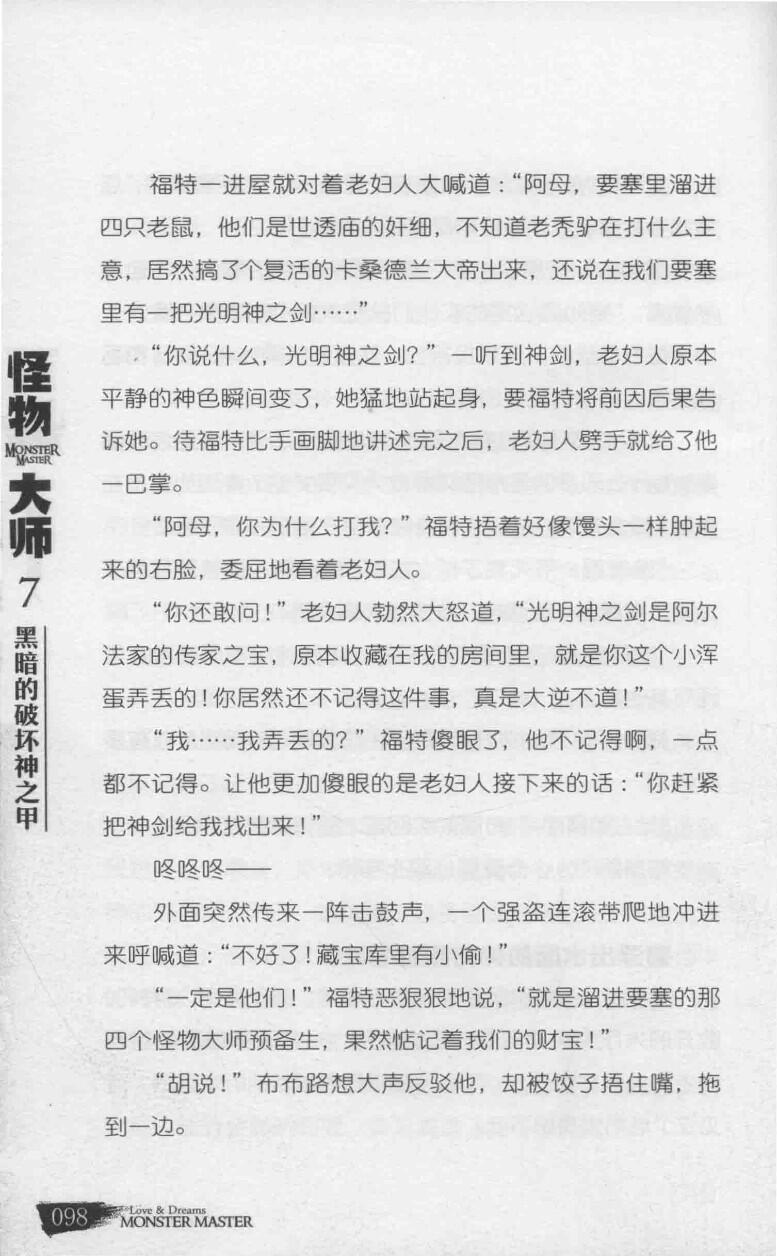 福特一进屋就对着老妇人大喊道：“阿母，要塞里溜进
四只老鼠，他们是世透庙的奸细，不知道老秃驴在打什么主
意，居然搞了个复活的卡桑德兰大帝出来，还说在我们要塞
里有一把光明神之剑……”
“你说什么，光明神之剑？”一听到神剑，老妇人原本
平静的神色瞬间变了，她猛地站起身，要福特将前因后果告
诉她。待福特比手画脚地讲述完之后，老妇人劈手就给了他
一巴掌。
“阿母，你为什么打我？”福特捂着好像馒头一样肿起
来的右脸，委屈地看着老妇人。
“你还敢问！”老妇人勃然大怒道，“光明神之剑是阿尔
法家的传家之宝，原本收藏在我的房间里，就是你这个小浑
蛋弄丢的！你居然还不记得这件事，真是大逆不道！”
“我……我弄丢的？”福特傻眼了，他不记得啊，一点
都不记得。让他更加傻眼的是老妇人接下来的话：“你赶紧
把神剑给我找出来！”
咚咚咚——
外面突然传来一阵击鼓声，一个强盗连滚带爬地冲进
来呼喊道：“不好了！藏宝库里有小偷！”
“一定是他们！”福特恶狠狠地说，“就是溜进要塞的那
四个怪物大师预备生，果然惦记着我们的财宝！”
“胡说！”布布路想大声反驳他，却被饺子捂住嘴，拖
到一边。
怪物
MONSTER
MASTER
大师
7
黑暗的破坏神之甲
098
Love & Dreams
MONSTER MASTER